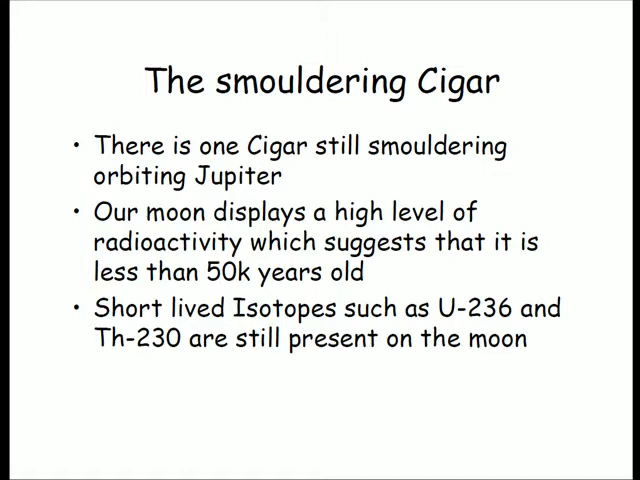 The smouldering Cigar
• There is one Cigar still smouldering
orbiting Jupiter
• Our moon displays a high level of
radioactivity which suggests that it is
less than 50k years old
• Short lived Isotopes such as U-236 and
Th-230 are still present on the moon